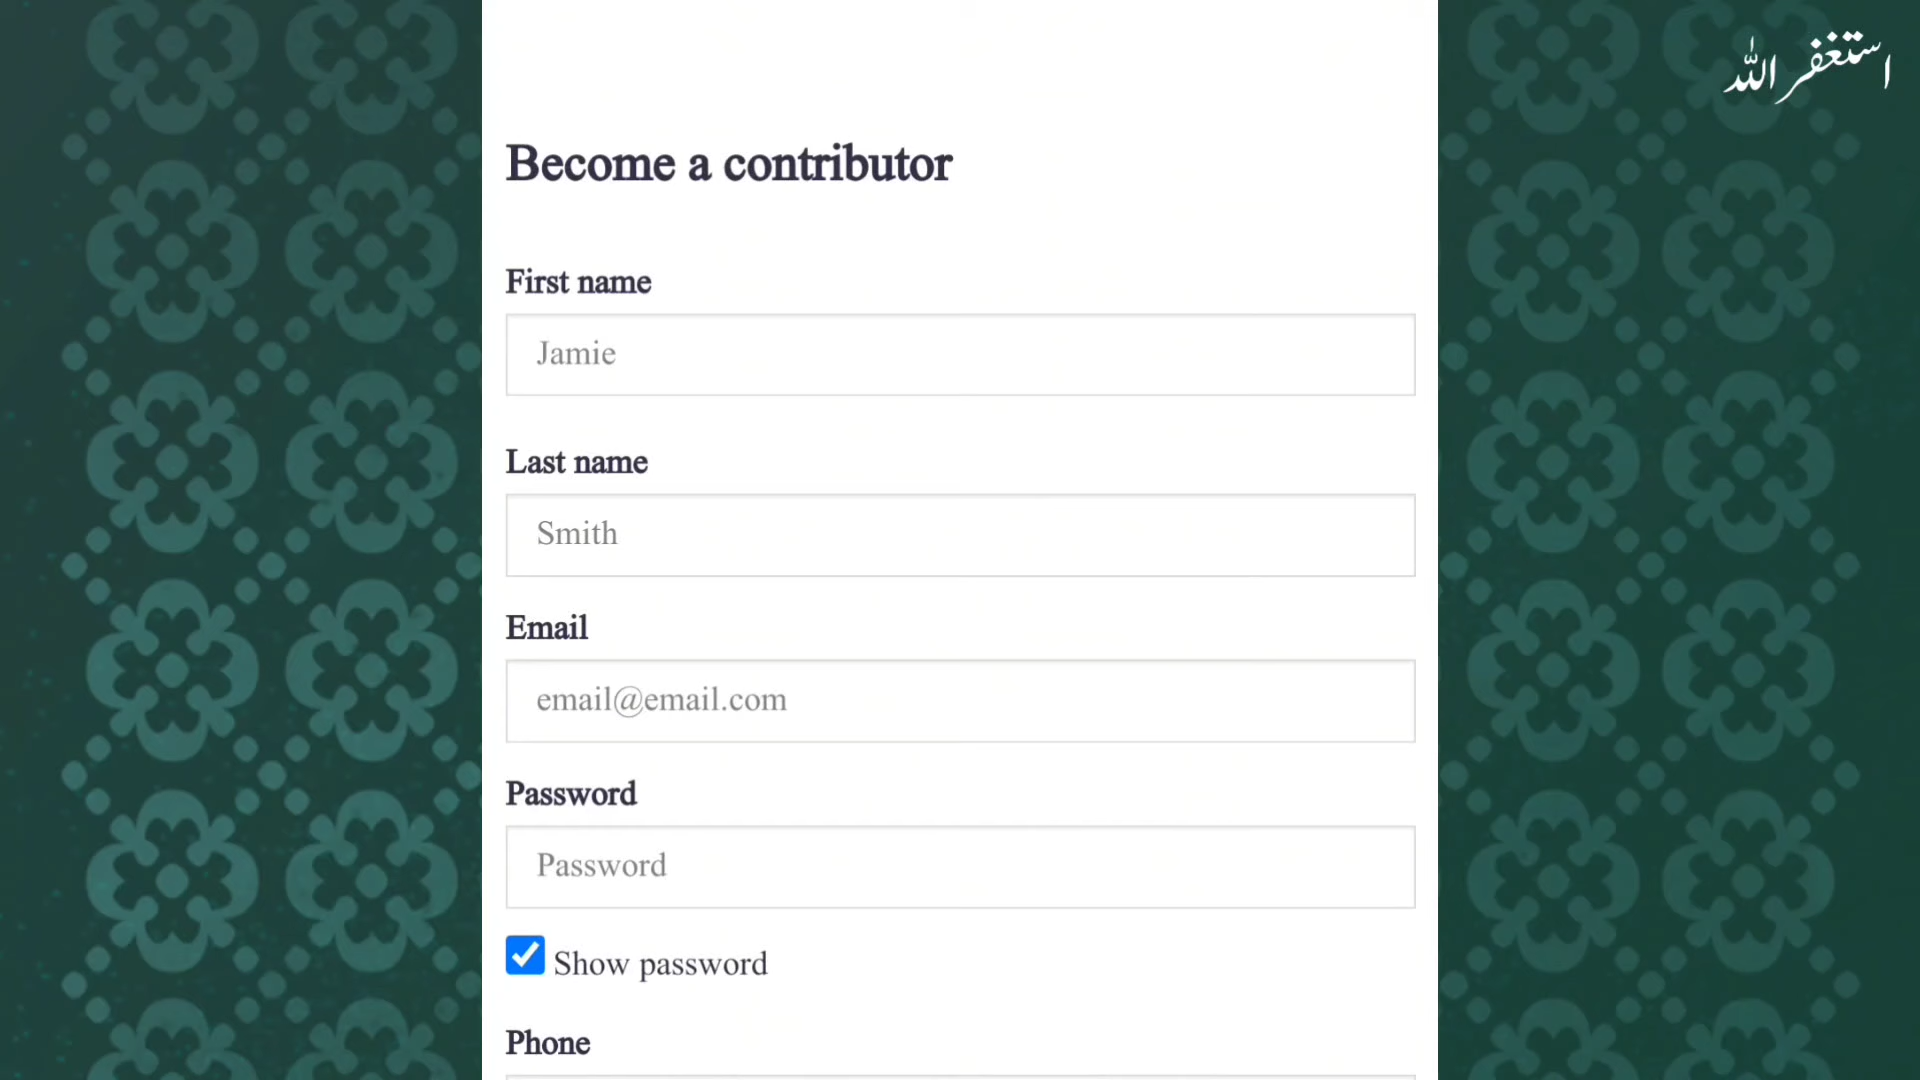 استغفر الله
Become a contributor
First name
Jamie
Last name
Smith
Email
email@email.com
Password
Password
Show password
Phone